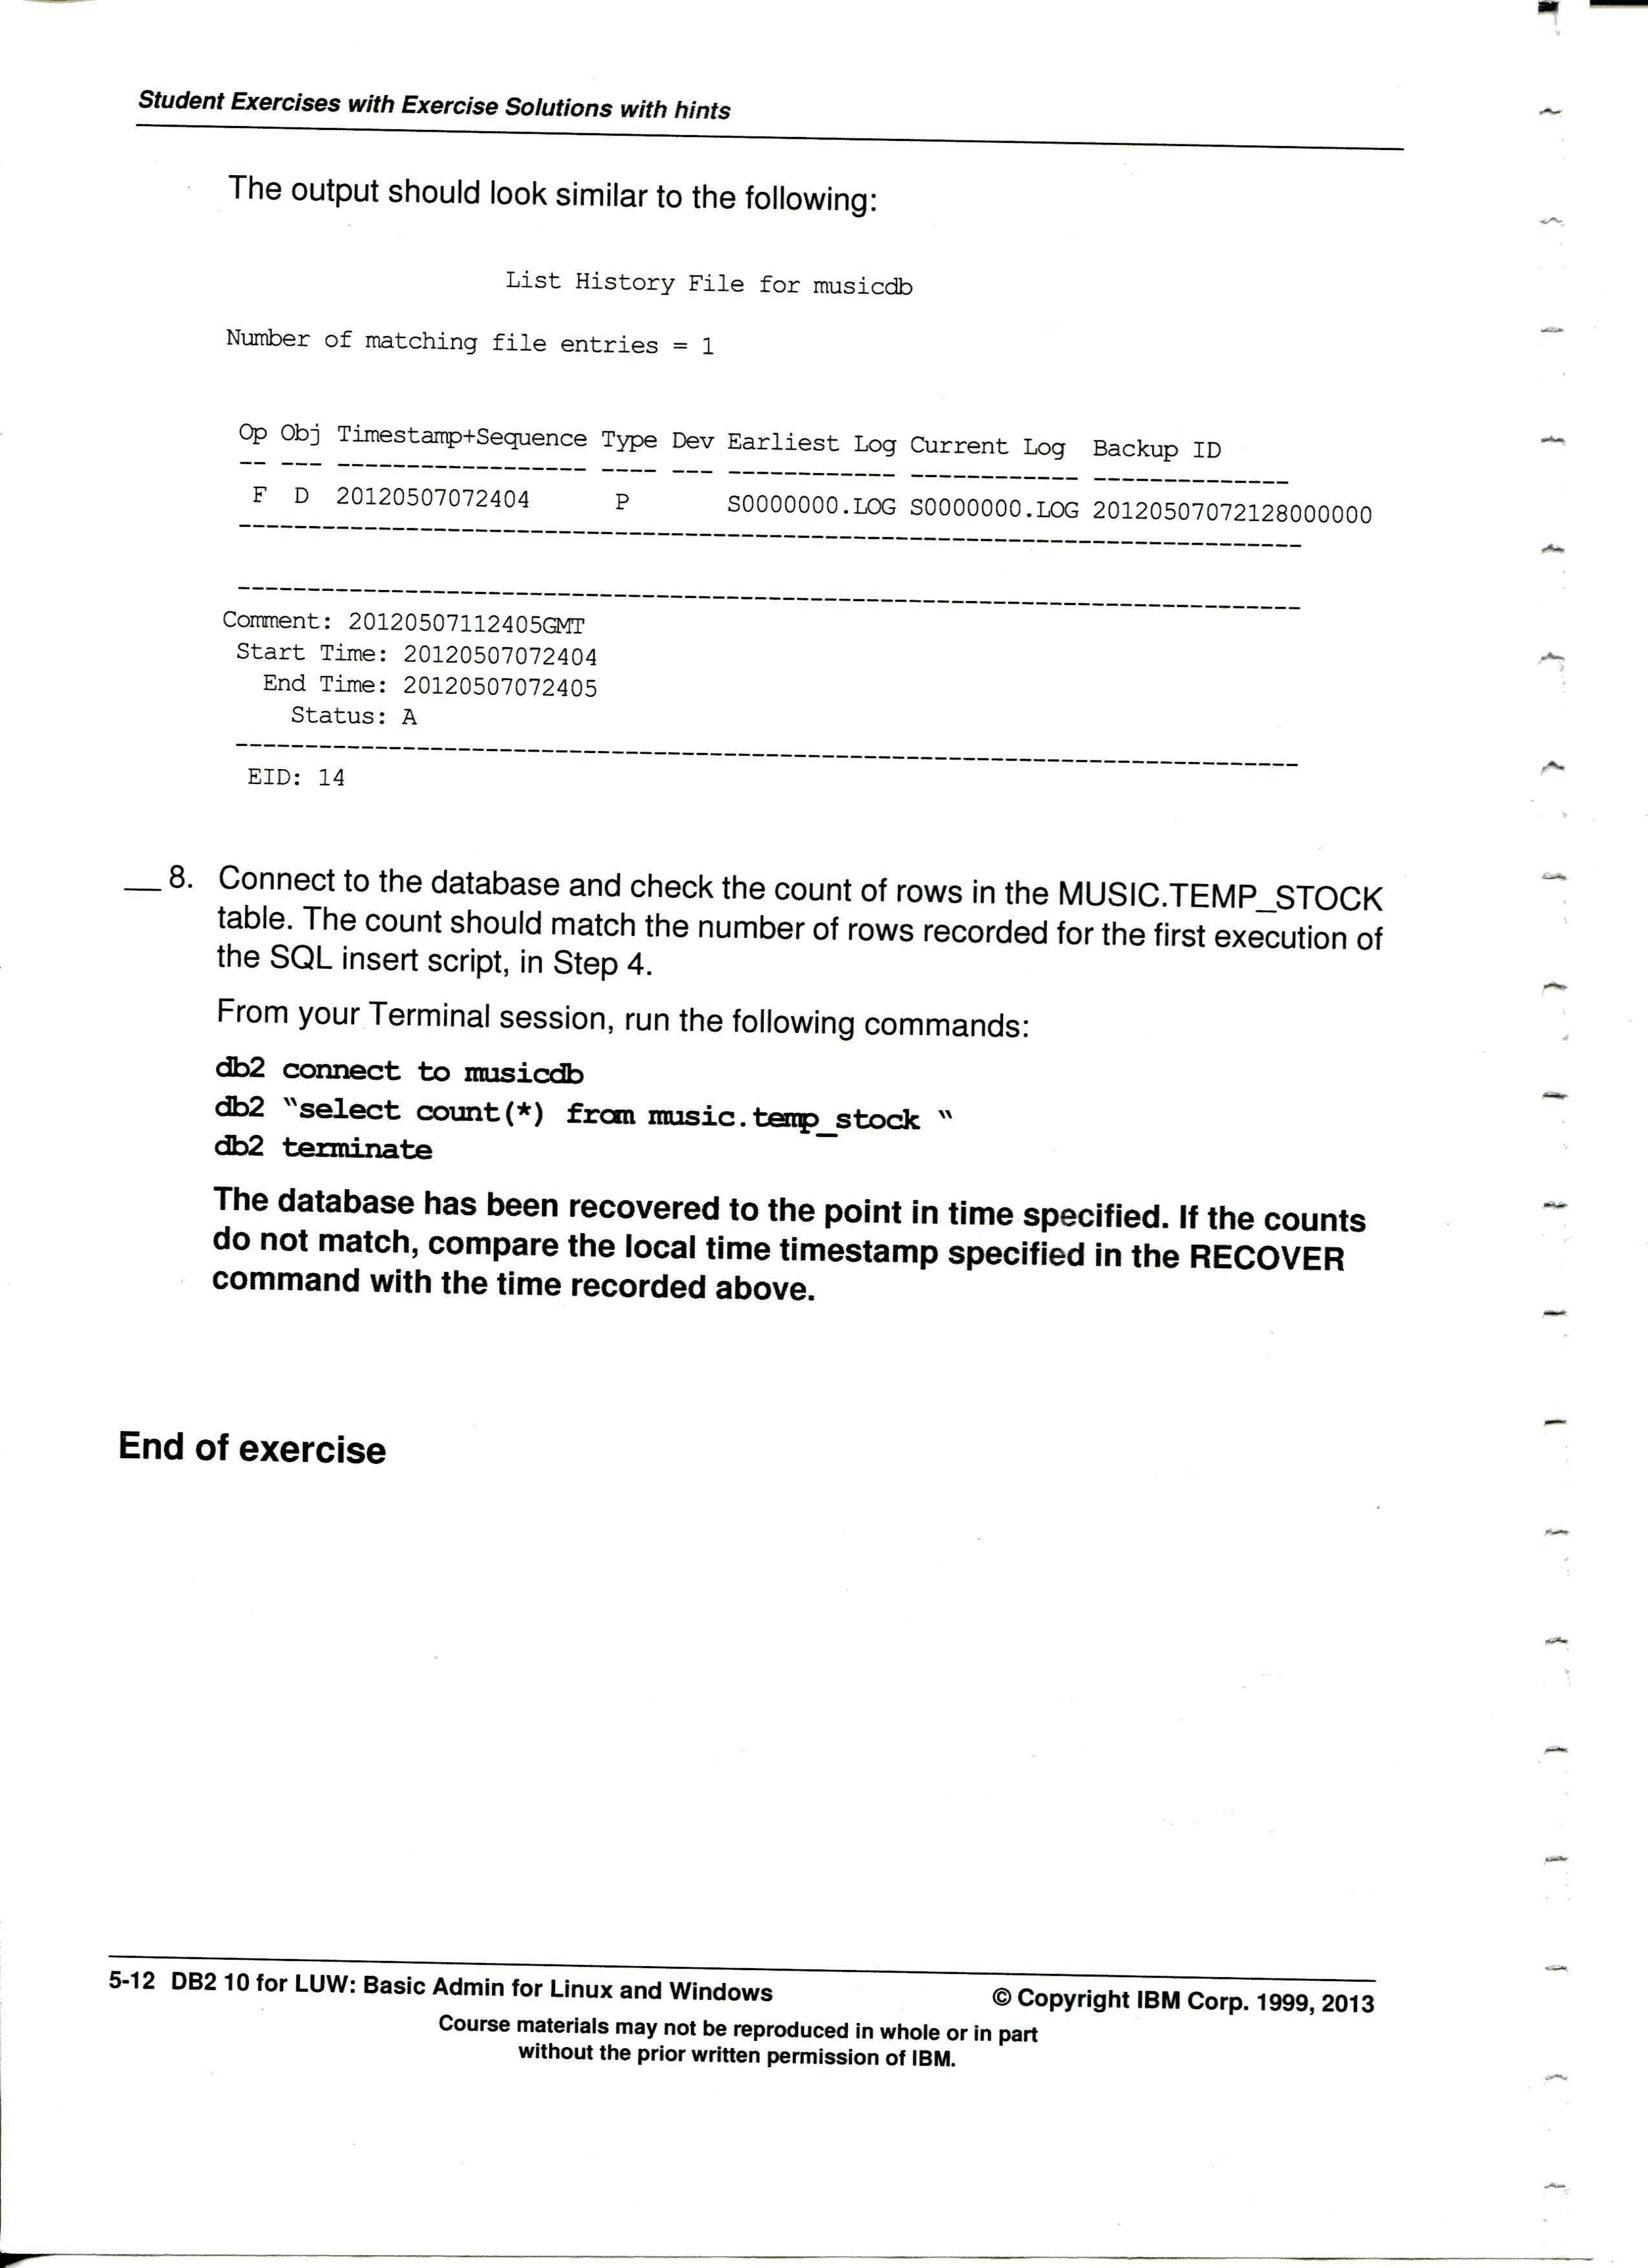 Student Exercises with Exercise Solutions with hints
The output should look similar to the following:
List History File for musicdb
Number of matching file entries = 1
Op Obj Timestamp+Sequence Type Dev Earliest Log Current Log Backup ID
-- --- ------------------ ---- --- ------------ ------------ --------------
F D 20120507072404 P S0000000.LOG S0000000.LOG 20120507072128000000
----------------------------------------------------------------------------
----------------------------------------------------------------------------
Comment: 20120507112405GMT
Start Time: 20120507072404
End Time: 20120507072405
Status: A
----------------------------------------------------------------------------
EID: 14
__ 8. Connect to the database and check the count of rows in the MUSIC.TEMP_STOCK
table. The count should match the number of rows recorded for the first execution of
the SQL insert script, in Step 4.
From your Terminal session, run the following commands:
db2 connect to musicdb
db2 “select count(*) from music.temp_stock “
db2 terminate
The database has been recovered to the point in time specified. If the counts
do not match, compare the local time timestamp specified in the RECOVER
command with the time recorded above.
End of exercise
5-12 DB2 10 for LUW: Basic Admin for Linux and Windows © Copyright IBM Corp. 1999, 2013
Course materials may not be reproduced in whole or in part
without the prior written permission of IBM.